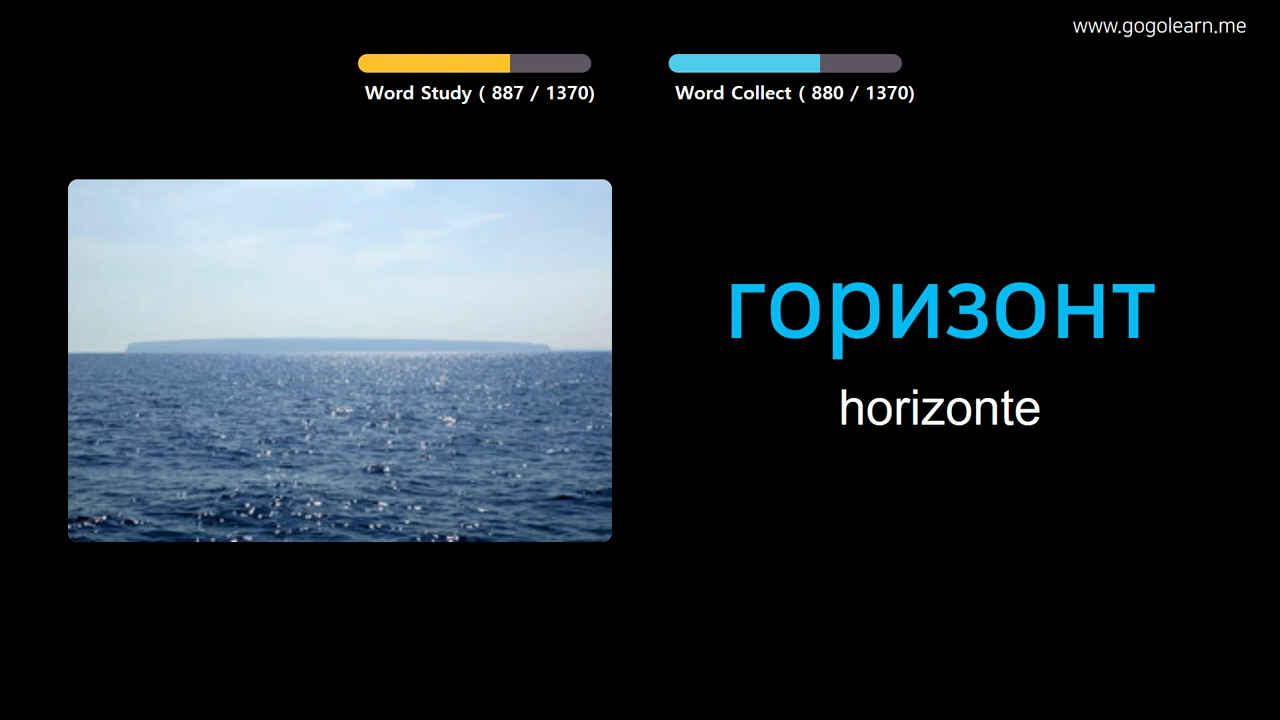 www.gogolearn.me
Word Study ( 887 / 1370)
Word Collect ( 880 / 1370)
горизонт
horizonte